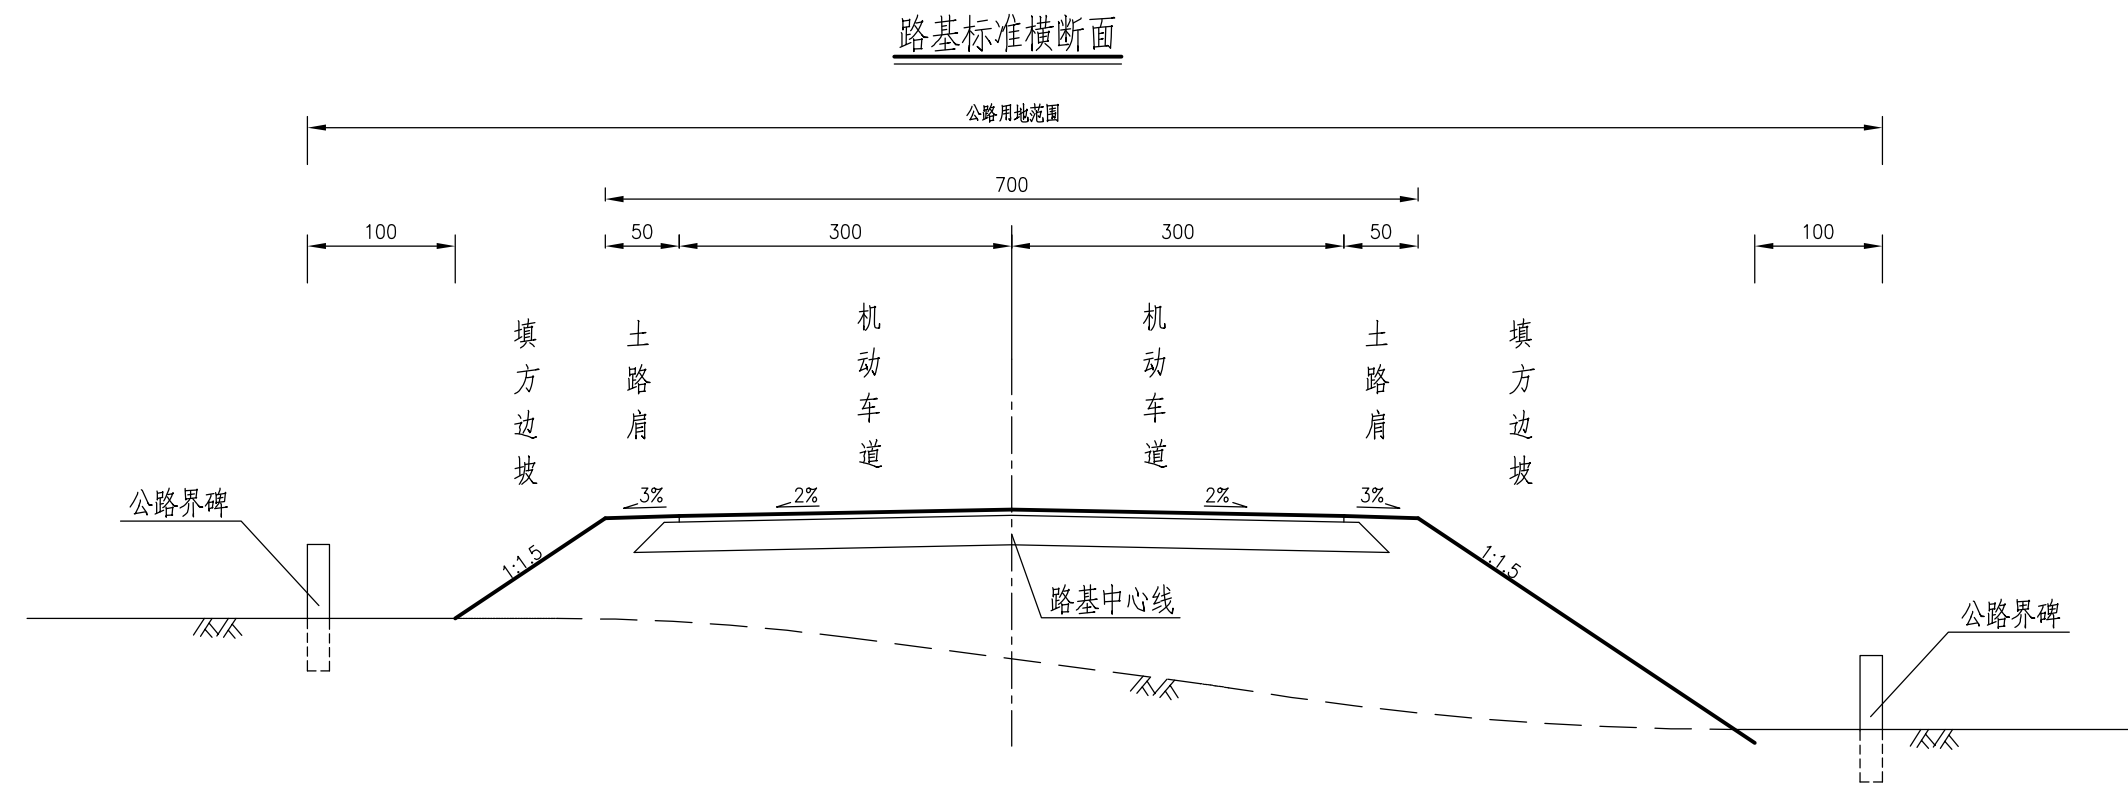 路基标准横断面
公路用地范围
700
100
50
300
300
50
100
填方边坡
土路肩
机动车道
机动车道
土路肩
填方边坡
3%
2%
2%
3%
公路界碑
1:1.5
1:1.5
路基中心线
公路界碑